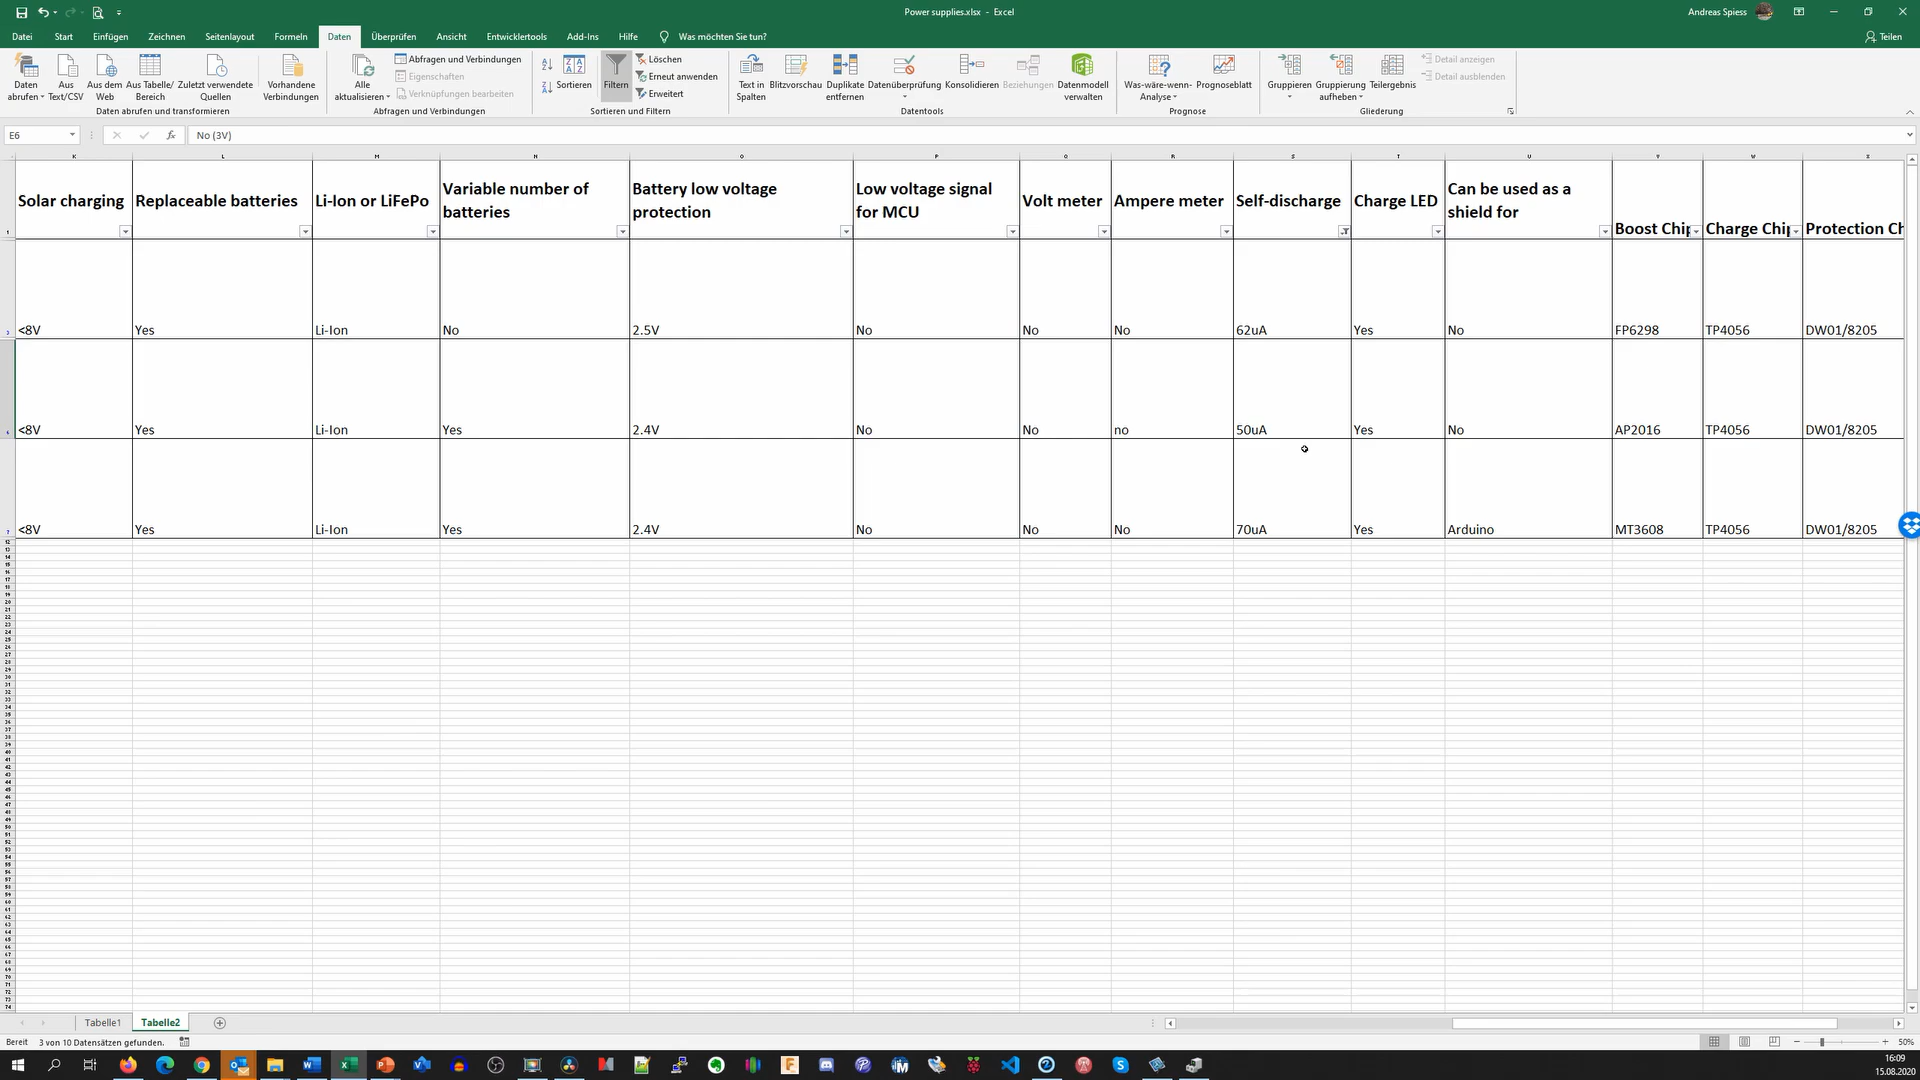 Power supplies.xlsx - Excel
Andreas Spiess
Datei Start Einfügen Zeichnen Seitenlayout Formeln Daten Überprüfen Ansicht Entwicklertools Add-Ins Hilfe Was möchten Sie tun? Teilen
Daten abrufen
Aus Text/CSV
Aus dem Web
Aus Tabelle/ Bereich
Zuletzt verwendete Quellen
Vorhandene Verbindungen
Daten abrufen und transformieren
Alle aktualisieren
Abfragen und Verbindungen
Eigenschaften
Verknüpfungen bearbeiten
Abfragen und Verbindungen
Sortieren
Filtern
Löschen
Erneut anwenden
Erweitert
Sortieren und Filtern
Text in Spalten
Blitzvorschau
Duplikate entfernen
Datenüberprüfung
Konsolidieren
Beziehungen
Datenmodell verwalten
Datentools
Was-wäre-wenn- Analyse
Prognoseblatt
Prognose
Gruppieren
Gruppierung aufheben
Teilergebnis
Detail anzeigen
Detail ausblenden
Gliederung
E6 fx No (3V)
K L M N O P Q R S T U V W X
Solar charging
Replaceable batteries
Li-Ion or LiFePo
Variable number of
batteries
Battery low voltage
protection
Low voltage signal
for MCU
Volt meter
Ampere meter
Self-discharge
Charge LED
Can be used as a
shield for
Boost Chip
Charge Chip
Protection Ch
<8V Yes Li-Ion No 2.5V No No No 62uA Yes No FP6298 TP4056 DW01/8205
<8V Yes Li-Ion Yes 2.4V No No no 50uA Yes No AP2016 TP4056 DW01/8205
<8V Yes Li-Ion Yes 2.4V No No No 70uA Yes Arduino MT3608 TP4056 DW01/8205
Tabelle1 Tabelle2
Bereit 3 von 10 Datensätzen gefunden. 50%
16:09
15.08.2020